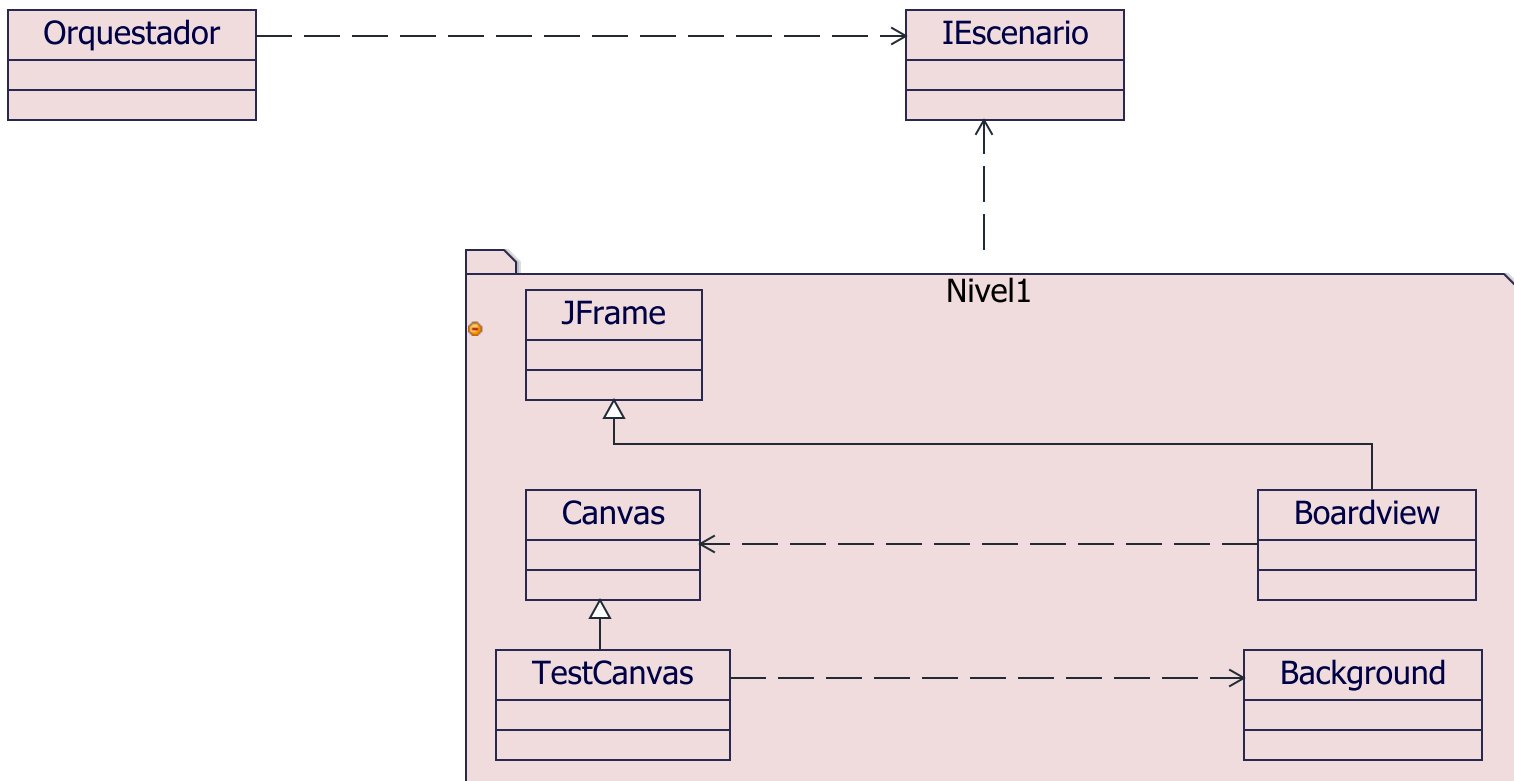 Orquestador
IEscenario
Nivel1
JFrame
Canvas
Boardview
TestCanvas
Background